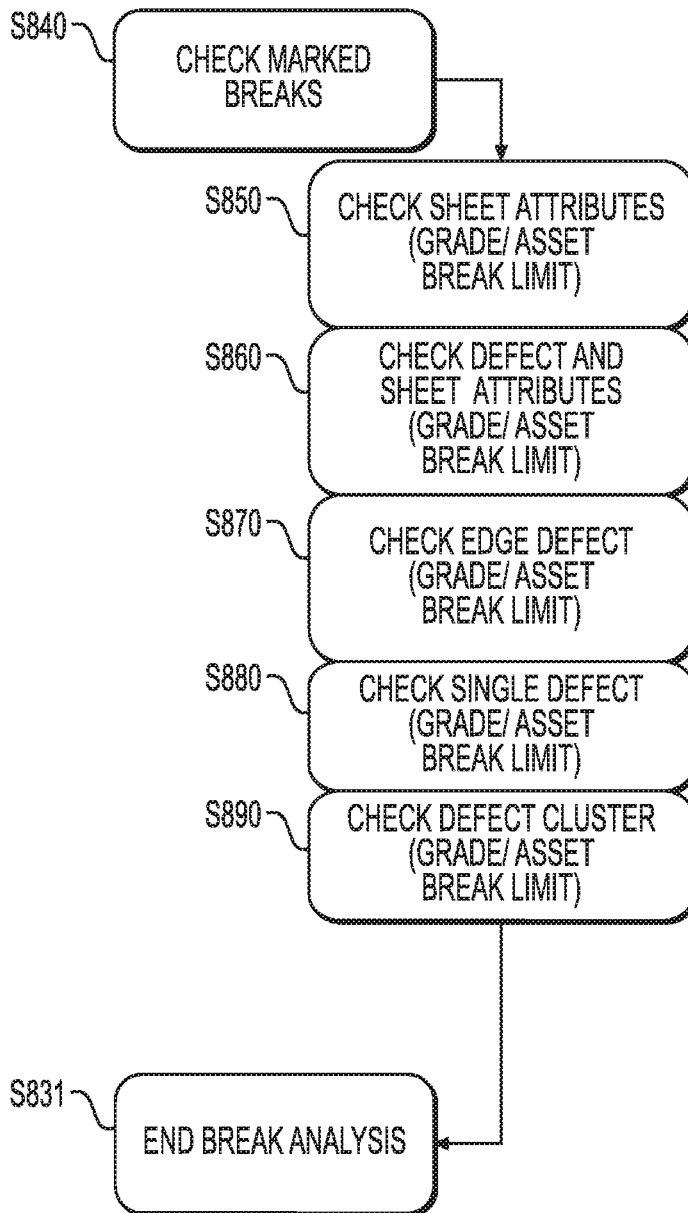 S840
CHECK MARKED
BREAKS
S850
CHECK SHEET ATTRIBUTES
(GRADE/ ASSET
BREAK LIMIT)
S860
CHECK DEFECT AND
SHEET ATTRIBUTES
(GRADE/ ASSET
BREAK LIMIT)
S870
CHECK EDGE DEFECT
(GRADE/ ASSET
BREAK LIMIT)
S880
CHECK SINGLE DEFECT
(GRADE/ ASSET
BREAK LIMIT)
S890
CHECK DEFECT CLUSTER
(GRADE/ ASSET
BREAK LIMIT)
S831
END BREAK ANALYSIS